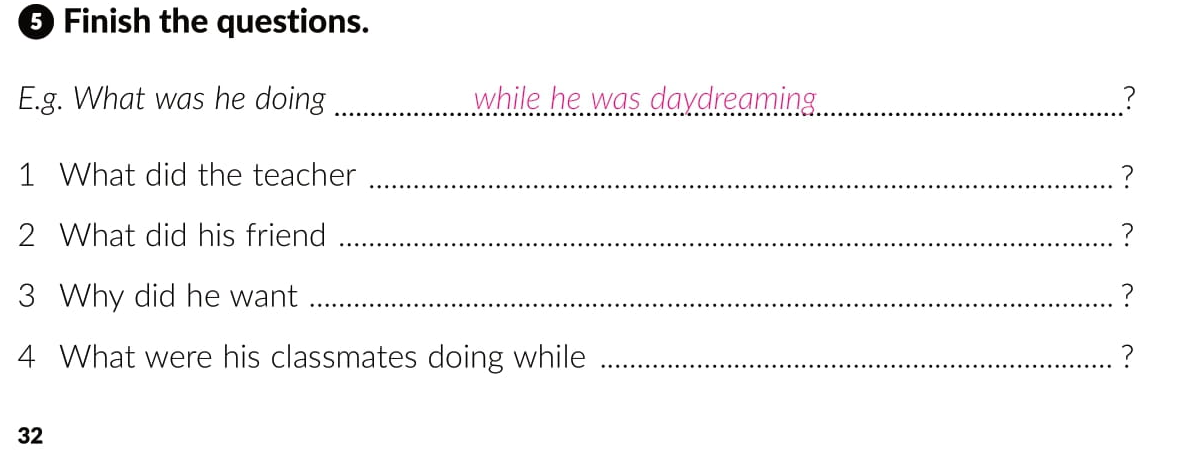 5 Finish the questions.
E.g. What was he doing ............ while he was daydreaming ............ ?
1 What did the teacher ............ ?
2 What did his friend ............ ?
3 Why did he want ............ ?
4 What were his classmates doing while ............ ?
32